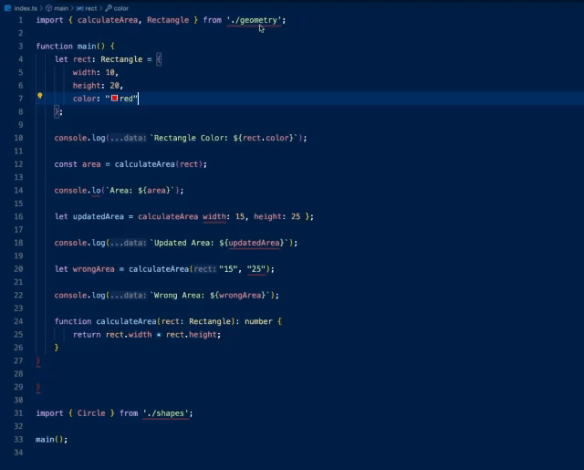 index.ts > main > rect > color
1 import { calculateArea, Rectangle } from './geometry';
2
3 function main() {
4 let rect: Rectangle = {
5 width: 10,
6 height: 20,
7 color: "red"
8 };
9
10 console.log(...data: `Rectangle Color: ${rect.color}`);
11
12 const area = calculateArea(rect);
13
14 console.lo(`Area: ${area}`);
15
16 let updatedArea = calculateArea width: 15, height: 25 };
17
18 console.log(...data: `Updated Area: ${updatedArea}`);
19
20 let wrongArea = calculateArea(rect: "15", "25");
21
22 console.log(...data: `Wrong Area: ${wrongArea}`);
23
24 function calculateArea(rect: Rectangle): number {
25 return rect.width * rect.height;
26 }
27 }
28
29 }
30
31 import { Circle } from './shapes';
32
33 main();
34